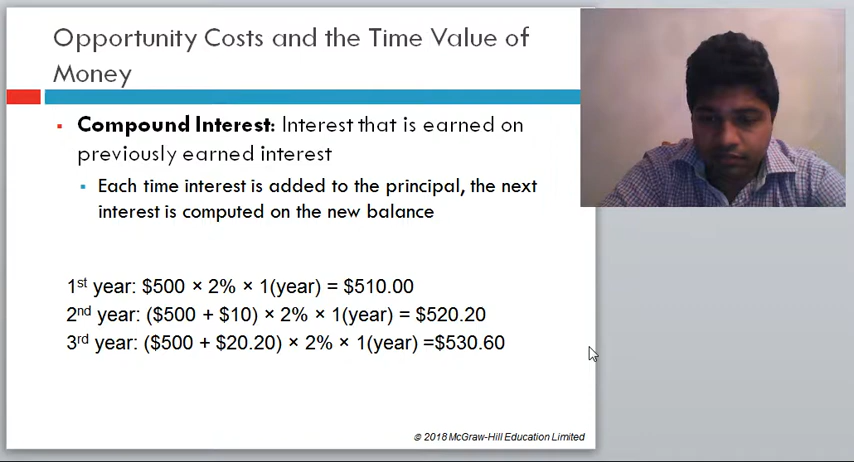 Opportunity Costs and the Time Value of
Money
▪ Compound Interest: Interest that is earned on
previously earned interest
▪ Each time interest is added to the principal, the next
interest is computed on the new balance
1st year: $500 × 2% × 1(year) = $510.00
2nd year: ($500 + $10) × 2% × 1(year) = $520.20
3rd year: ($500 + $20.20) × 2% × 1(year) =$530.60
© 2018 McGraw-Hill Education Limited